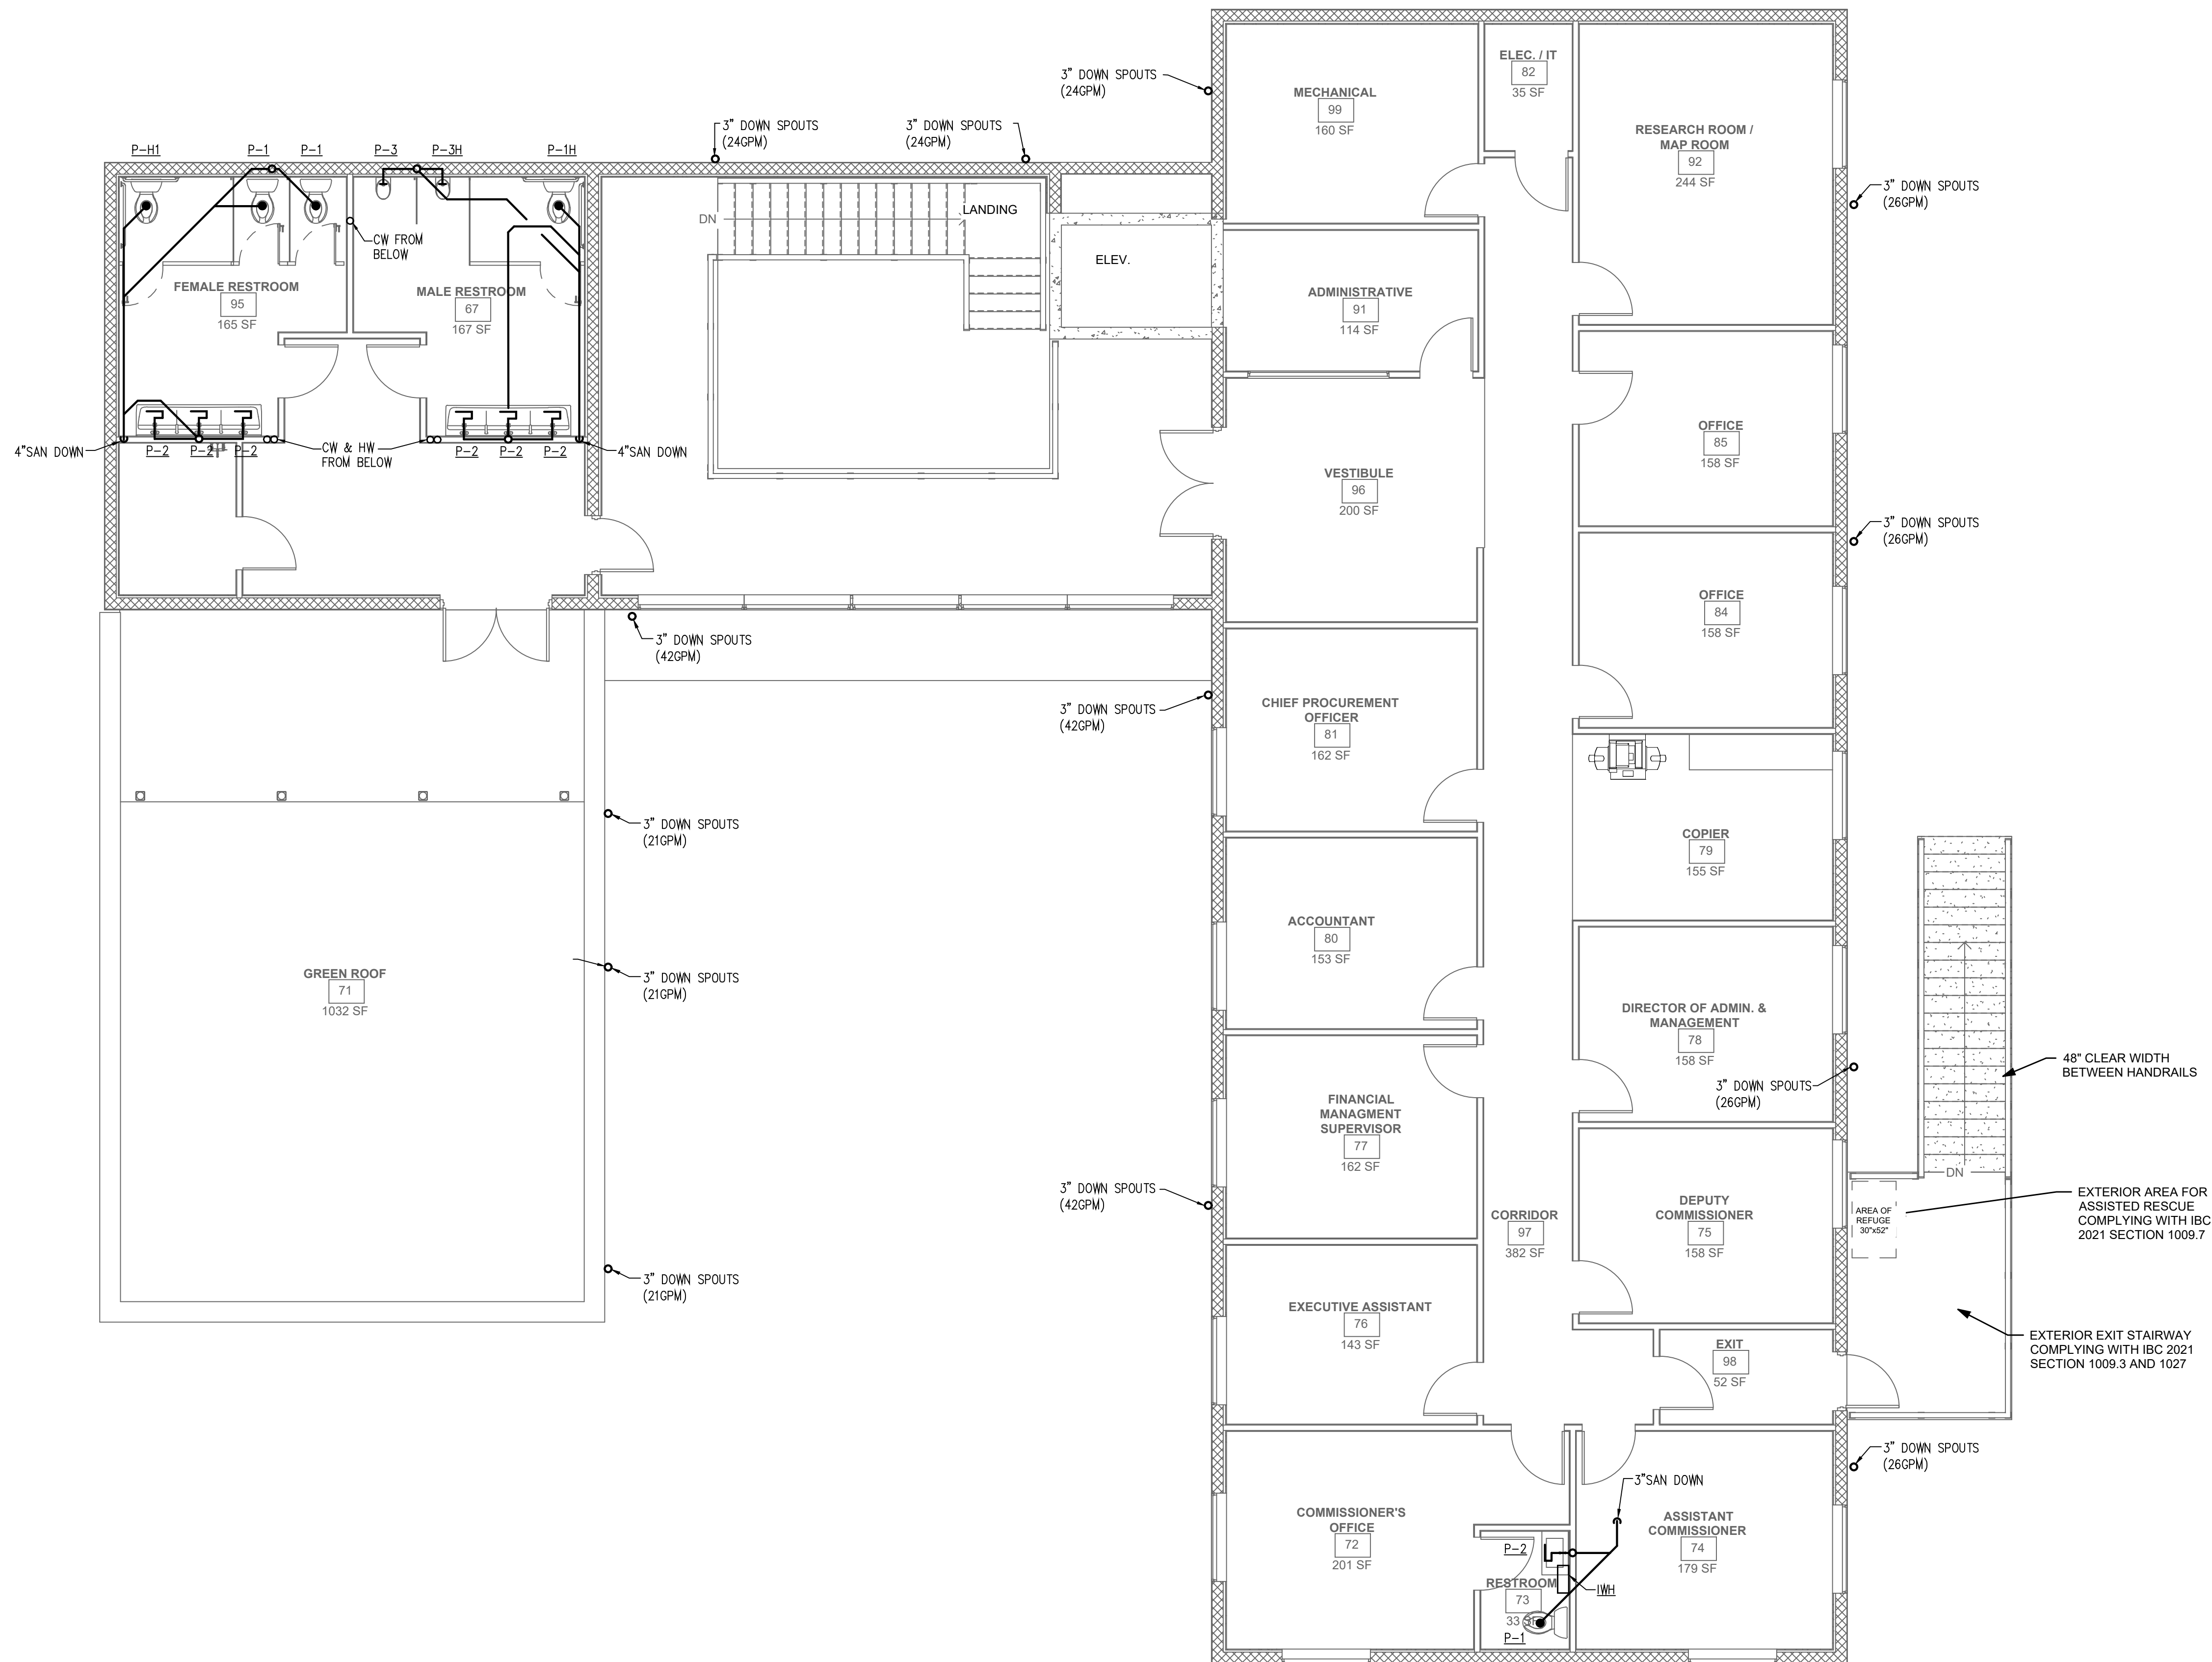 3" DOWN SPOUTS
(24GPM)
MECHANICAL
99
160 SF
ELEC. / IT
82
35 SF
RESEARCH ROOM /
MAP ROOM
92
244 SF
3" DOWN SPOUTS
(24GPM)
3" DOWN SPOUTS
(24GPM)
P-H1
P-1
P-1
P-3
P-3H
P-1H
3" DOWN SPOUTS
(26GPM)
DN
LANDING
CW FROM
BELOW
ELEV.
FEMALE RESTROOM
95
165 SF
MALE RESTROOM
67
167 SF
ADMINISTRATIVE
91
114 SF
4"SAN DOWN
P-2
P-2
P-2
CW & HW
FROM BELOW
P-2
P-2
P-2
4"SAN DOWN
OFFICE
85
158 SF
VESTIBULE
96
200 SF
3" DOWN SPOUTS
(26GPM)
OFFICE
84
158 SF
3" DOWN SPOUTS
(42GPM)
3" DOWN SPOUTS
(42GPM)
CHIEF PROCUREMENT
OFFICER
81
162 SF
3" DOWN SPOUTS
(21GPM)
COPIER
79
155 SF
ACCOUNTANT
80
153 SF
GREEN ROOF
71
1032 SF
3" DOWN SPOUTS
(21GPM)
DIRECTOR OF ADMIN. &
MANAGEMENT
78
158 SF
3" DOWN SPOUTS
(26GPM)
48" CLEAR WIDTH
BETWEEN HANDRAILS
FINANCIAL
MANAGMENT
SUPERVISOR
77
162 SF
3" DOWN SPOUTS
(42GPM)
CORRIDOR
97
382 SF
DEPUTY
COMMISSIONER
75
158 SF
DN
AREA OF
REFUGE
30"x52"
EXTERIOR AREA FOR
ASSISTED RESCUE
COMPLYING WITH IBC
2021 SECTION 1009.7
3" DOWN SPOUTS
(21GPM)
EXECUTIVE ASSISTANT
76
143 SF
EXIT
98
52 SF
EXTERIOR EXIT STAIRWAY
COMPLYING WITH IBC 2021
SECTION 1009.3 AND 1027
3" DOWN SPOUTS
(26GPM)
3"SAN DOWN
COMMISSIONER'S
OFFICE
72
201 SF
ASSISTANT
COMMISSIONER
74
179 SF
P-2
RESTROOM
73
33 SF
IWH
P-1